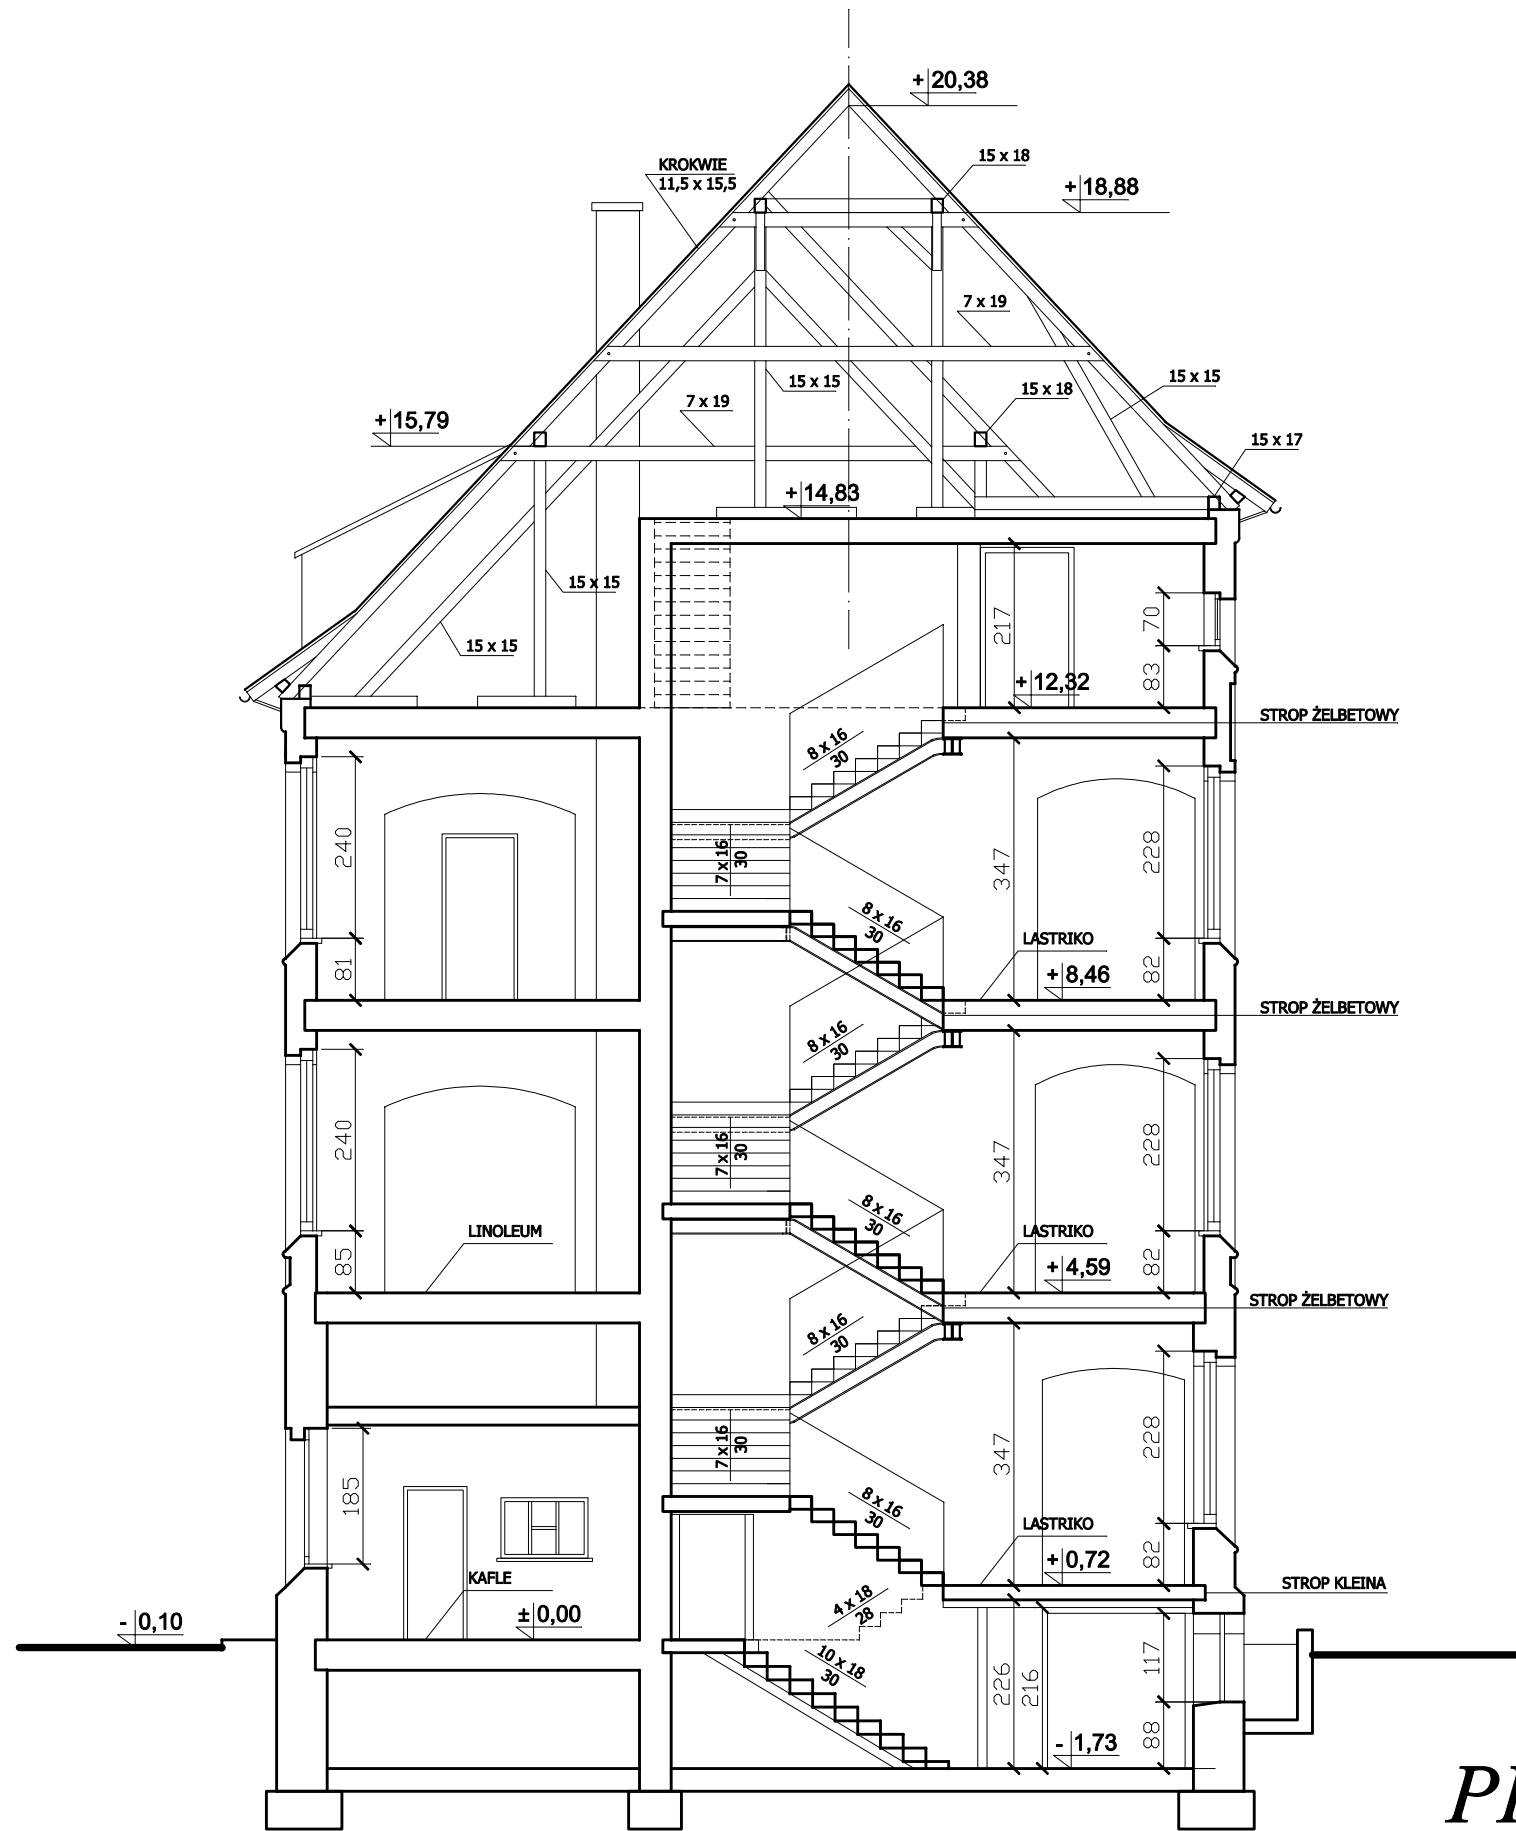 + 20,38
15 x 18
KROKWIE
11,5 x 15,5
+ 18,88
7 x 19
15 x 15
15 x 15
15 x 18
7 x 19
+ 15,79
15 x 17
+ 14,83
15 x 15
217
70
15 x 15
+ 12,32
83
STROP ŻELBETOWY
8 x 16
30
240
7 x 16
30
347
228
8 x 16
30
LASTRIKO
81
+ 8,46
82
STROP ŻELBETOWY
8 x 16
30
240
7 x 16
30
347
228
8 x 16
30
LINOLEUM
LASTRIKO
85
+ 4,59
82
STROP ŻELBETOWY
8 x 16
30
7 x 16
30
347
228
185
8 x 16
30
LASTRIKO
KAFLE
+ 0,72
82
STROP KLEINA
4 x 18
28
- 0,10
± 0,00
10 x 18
30
226
216
117
- 1,73
88